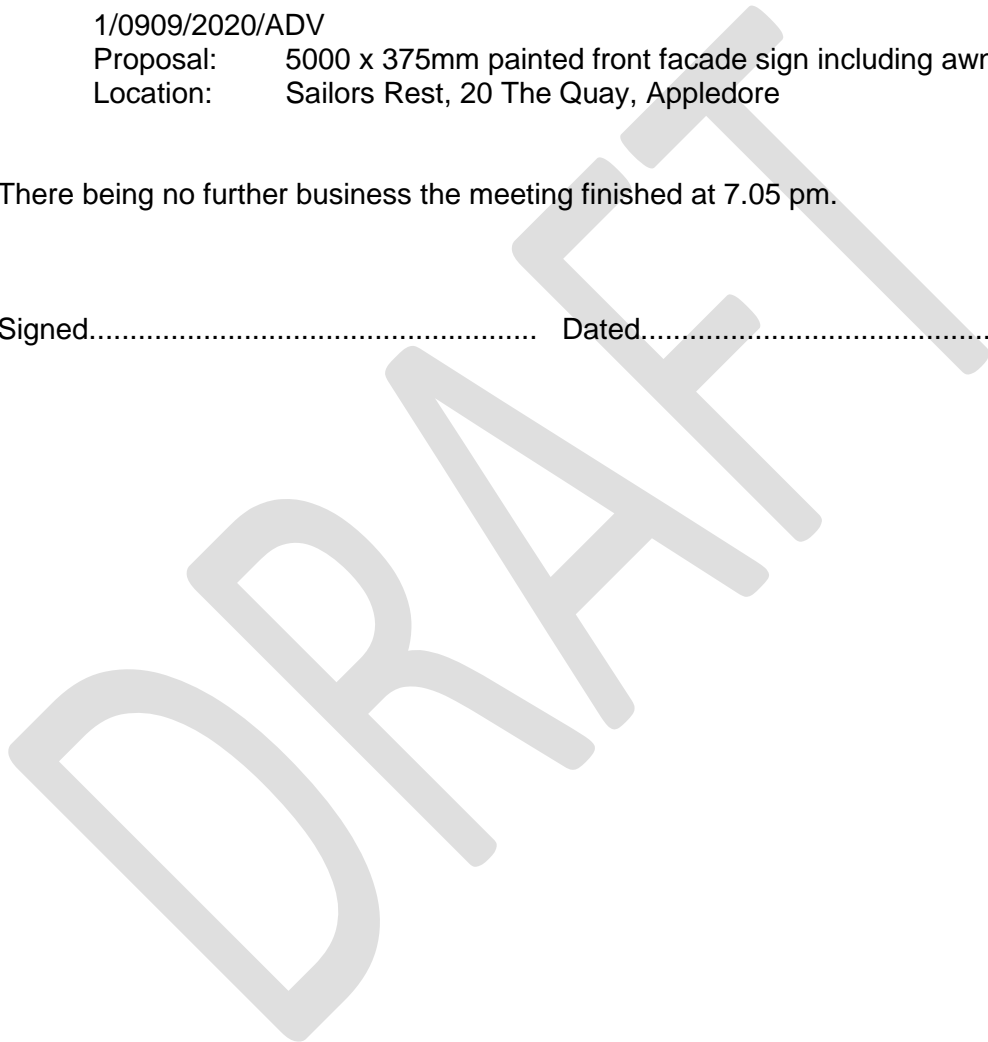 1/0909/2020/ADV
Proposal: 5000 x 375mm painted front facade sign including
Location: Sailors Rest, 20 The Quay, Appledore
There being no further business the meeting finished at 7.05 pm.
Signed...................................................... Dated..........................................
DRAFT